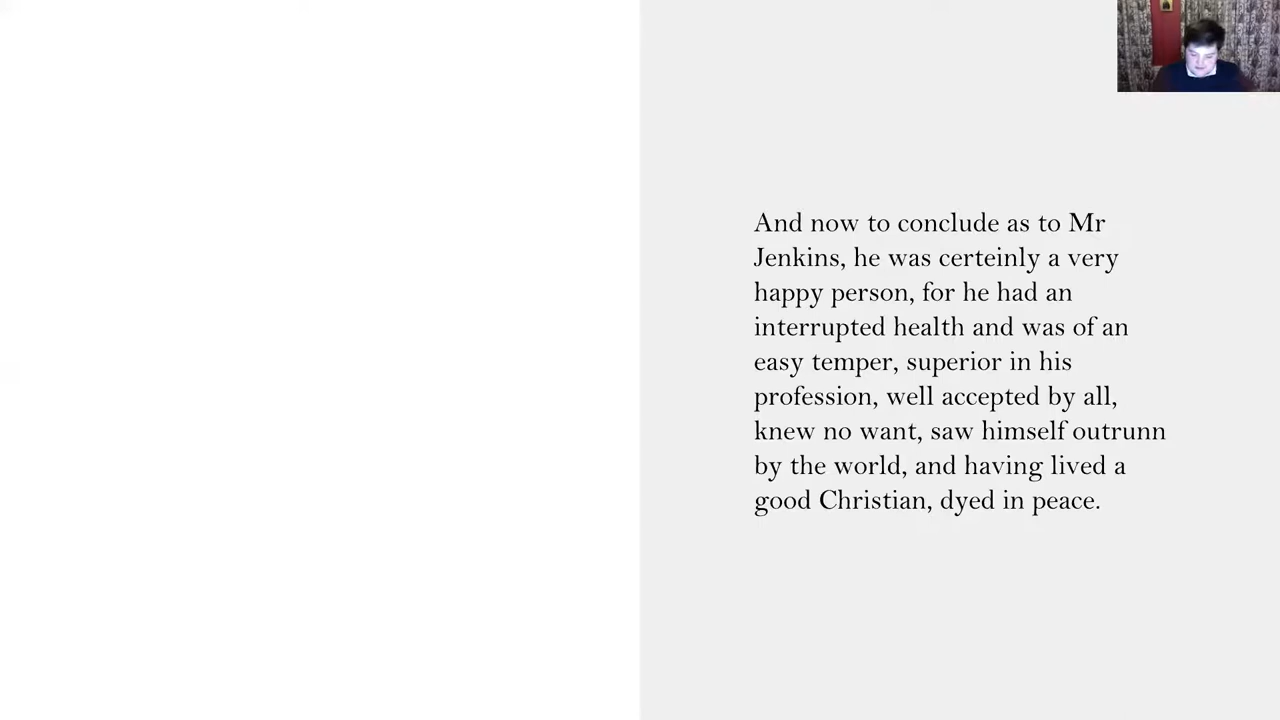 And now to conclude as to Mr
Jenkins, he was certeinly a very
happy person, for he had an
interrupted health and was of an
easy temper, superior in his
profession, well accepted by all,
knew no want, saw himself outrunn
by the world, and having lived a
good Christian, dyed in peace.